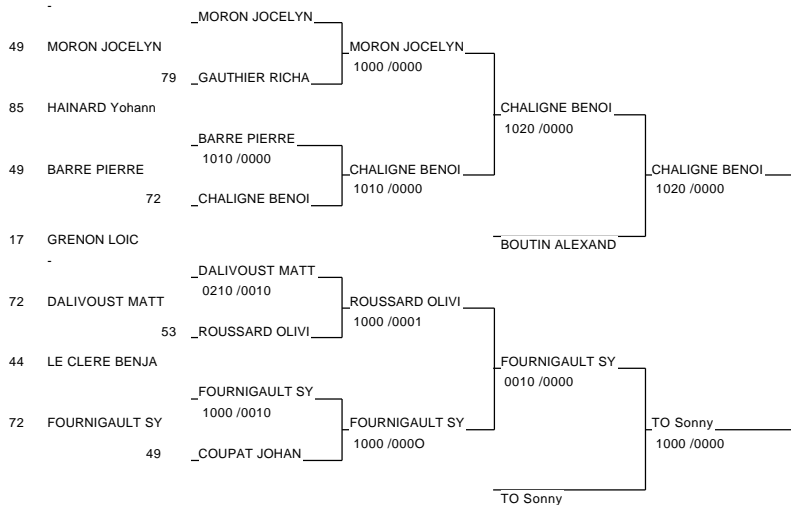 -
MORON JOCELYN
49 MORON JOCELYN
MORON JOCELYN
1000 /0000
79 GAUTHIER RICHA
85 HAINARD Yohann
CHALIGNE BENOI
1020 /0000
BARRE PIERRE
1010 /0000
49 BARRE PIERRE
CHALIGNE BENOI
1010 /0000
CHALIGNE BENOI
1020 /0000
72 CHALIGNE BENOI
17 GRENON LOIC
BOUTIN ALEXAND
-
DALIVOUST MATT
0210 /0010
72 DALIVOUST MATT
ROUSSARD OLIVI
1000 /0001
53 ROUSSARD OLIVI
44 LE CLERE BENJA
FOURNIGAULT SY
0010 /0000
FOURNIGAULT SY
1000 /0010
72 FOURNIGAULT SY
FOURNIGAULT SY
1000 /000O
TO Sonny
1000 /0000
49 COUPAT JOHAN
TO Sonny